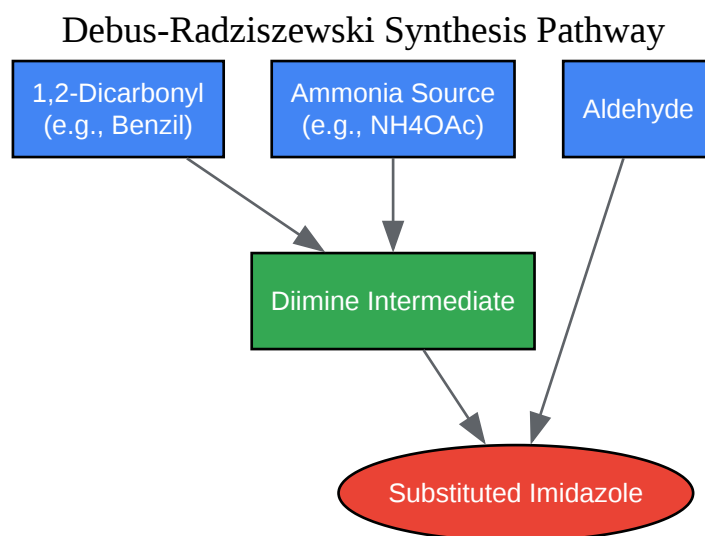 Debus-Radziszewski Synthesis Pathway
1,2-Dicarbonyl
(e.g., Benzil)
Ammonia Source
(e.g., NH4OAc)
Aldehyde
Diimine Intermediate
Substituted Imidazole